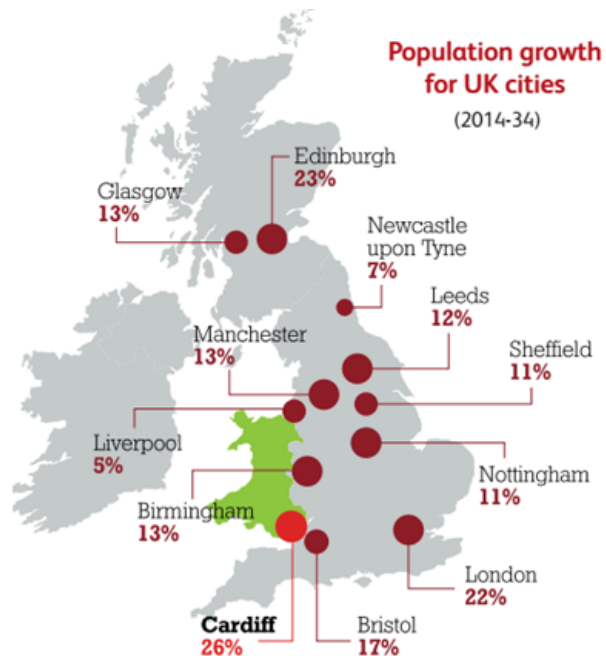 Population growth
for UK cities
(2014-34)
Edinburgh
23%
Glasgow
13%
Newcastle
upon Tyne
7%
Leeds
12%
Manchester
13%
Sheffield
11%
Liverpool
5%
Nottingham
11%
Birmingham
13%
London
22%
Cardiff
26%
Bristol
17%